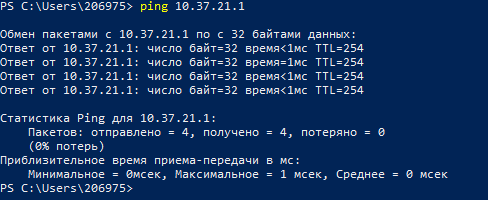 PS C:\Users\206975> ping 10.37.21.1
Обмен пакетами с 10.37.21.1 по с 32 байтами данных:
Ответ от 10.37.21.1: число байт=32 время<1мс TTL=254
Ответ от 10.37.21.1: число байт=32 время<1мс TTL=254
Ответ от 10.37.21.1: число байт=32 время<1мс TTL=254
Ответ от 10.37.21.1: число байт=32 время<1мс TTL=254
Статистика Ping для 10.37.21.1:
Пакетов: отправлено = 4, получено = 4, потеряно = 0
(0% потерь)
Приблизительное время приема-передачи в мс:
Минимальное = 0мсек, Максимальное = 1 мсек, Среднее = 0 мсек
PS C:\Users\206975>